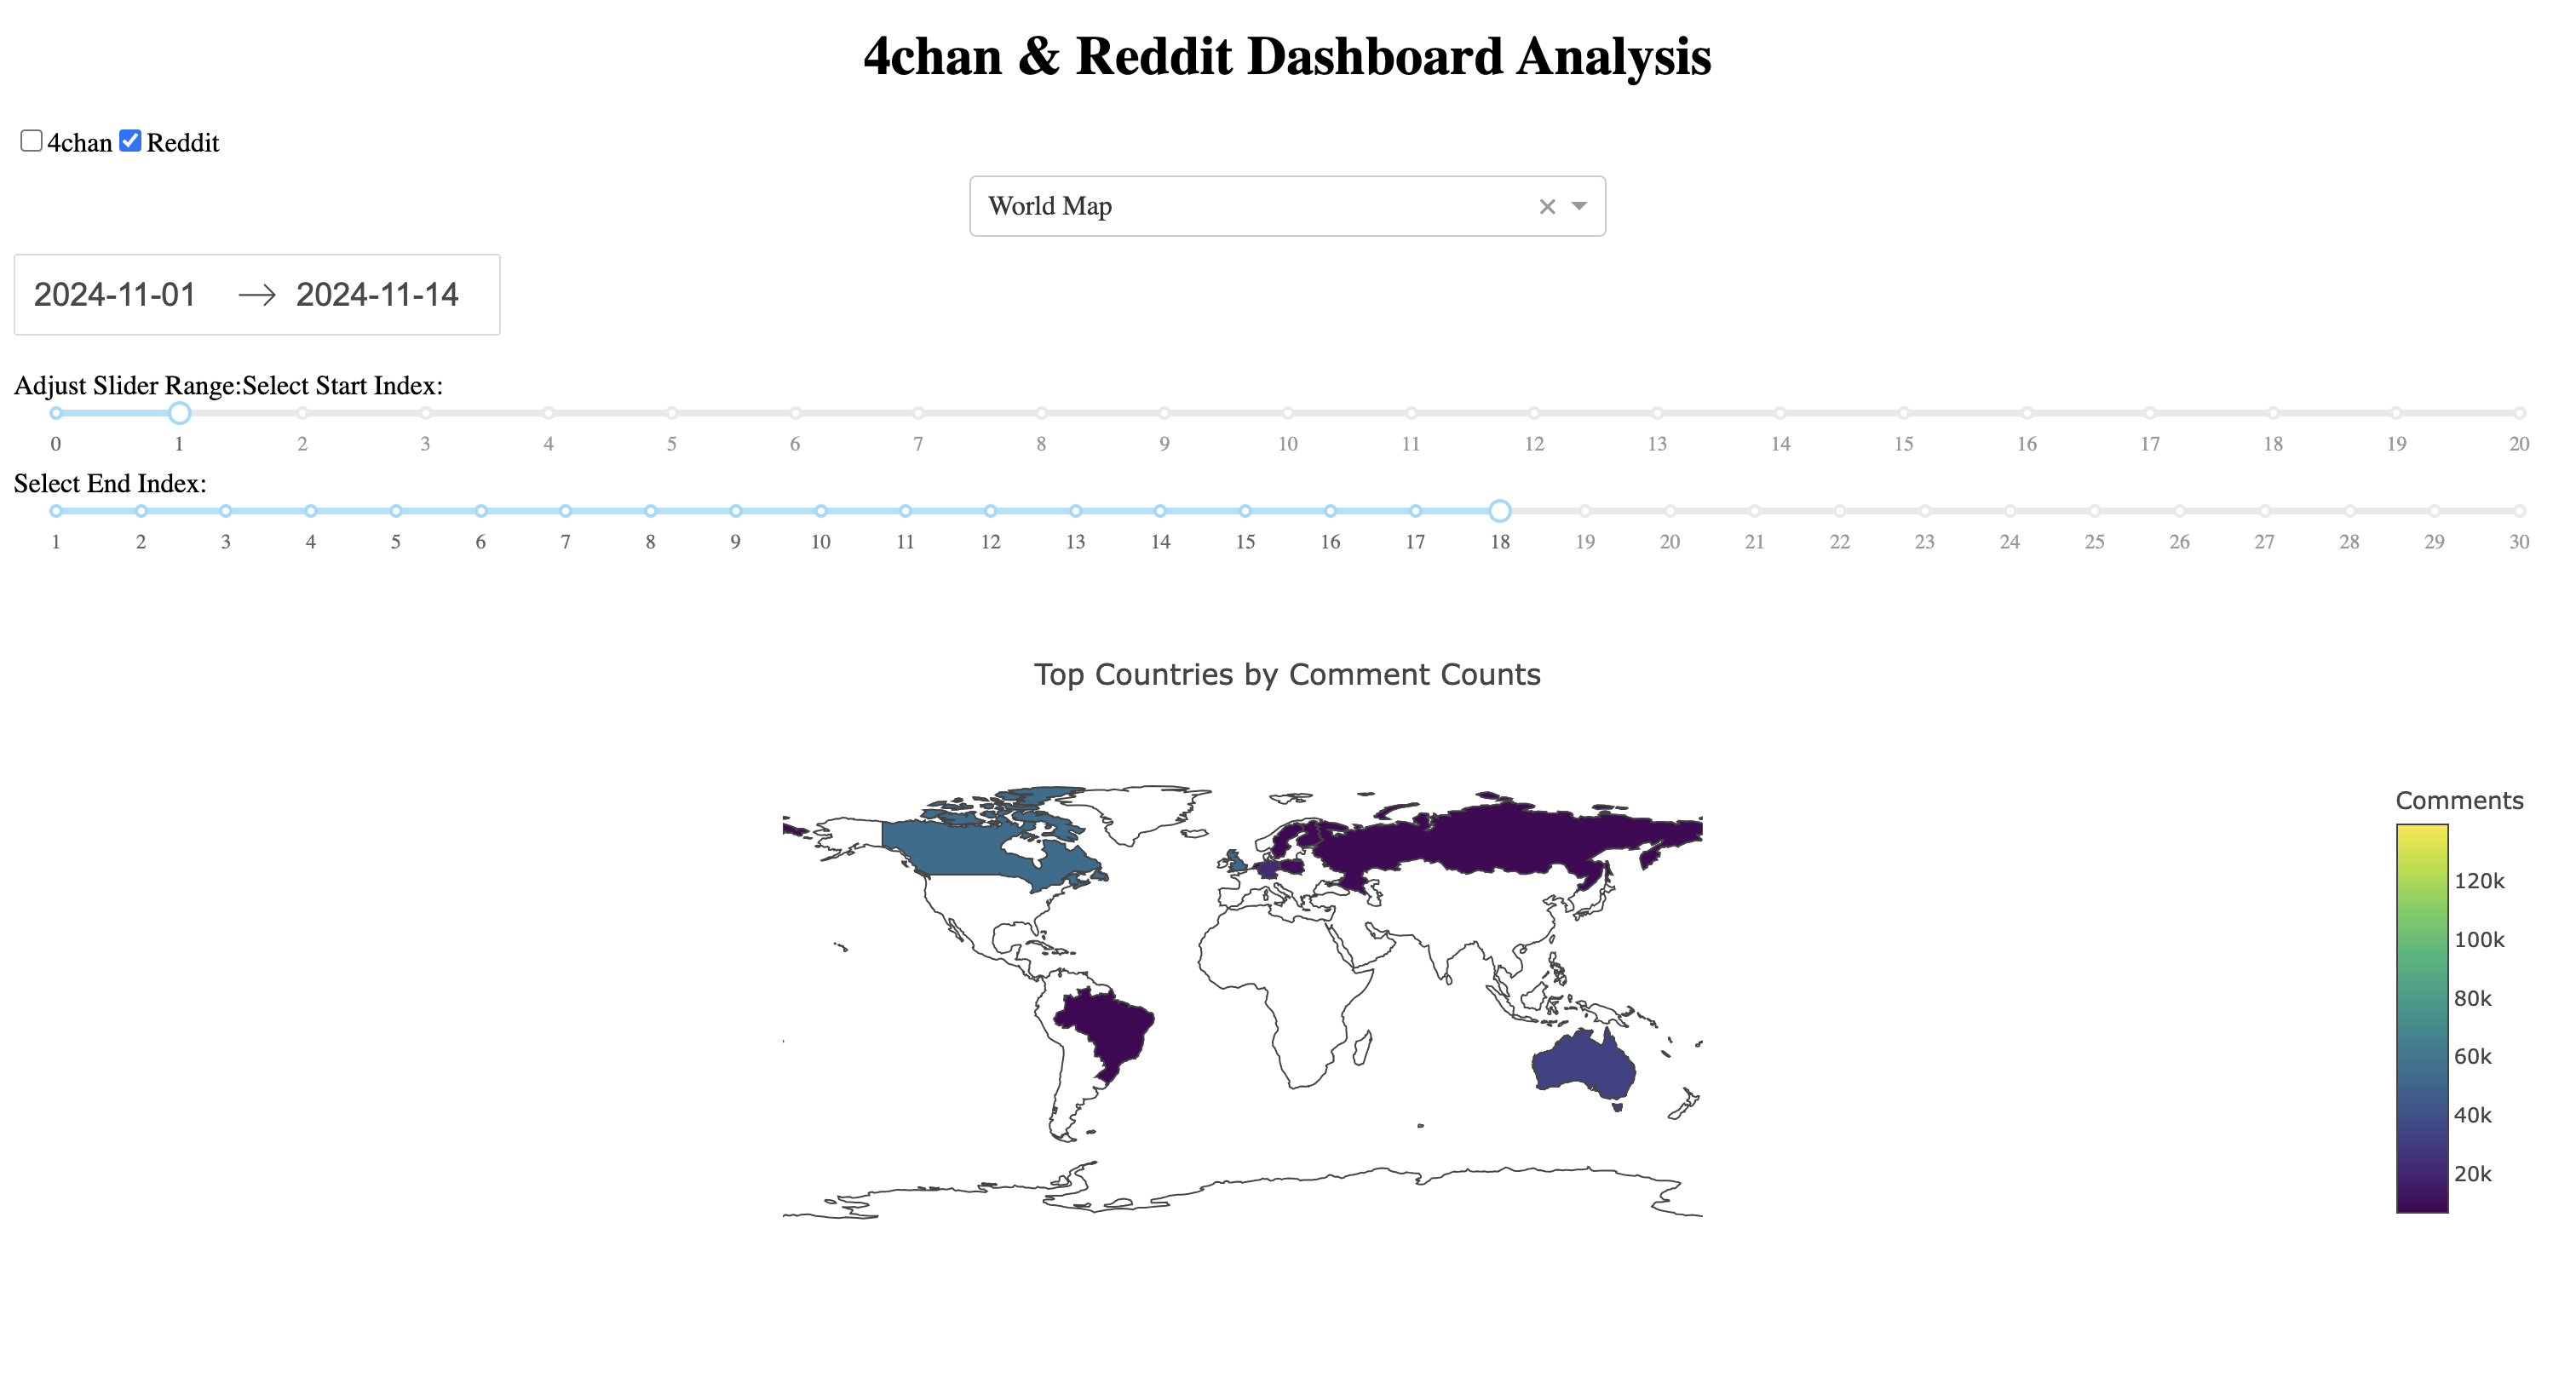 4chan & Reddit Dashboard Analysis
4chan Reddit
World Map
2024-11-01 → 2024-11-14
Adjust Slider Range:Select Start Index:
0 1 2 3 4 5 6 7 8 9 10 11 12 13 14 15 16 17 18 19 20
Select End Index:
1 2 3 4 5 6 7 8 9 10 11 12 13 14 15 16 17 18 19 20 21 22 23 24 25 26 27 28 29 30
Top Countries by Comment Counts
Comments
120k
100k
80k
60k
40k
20k